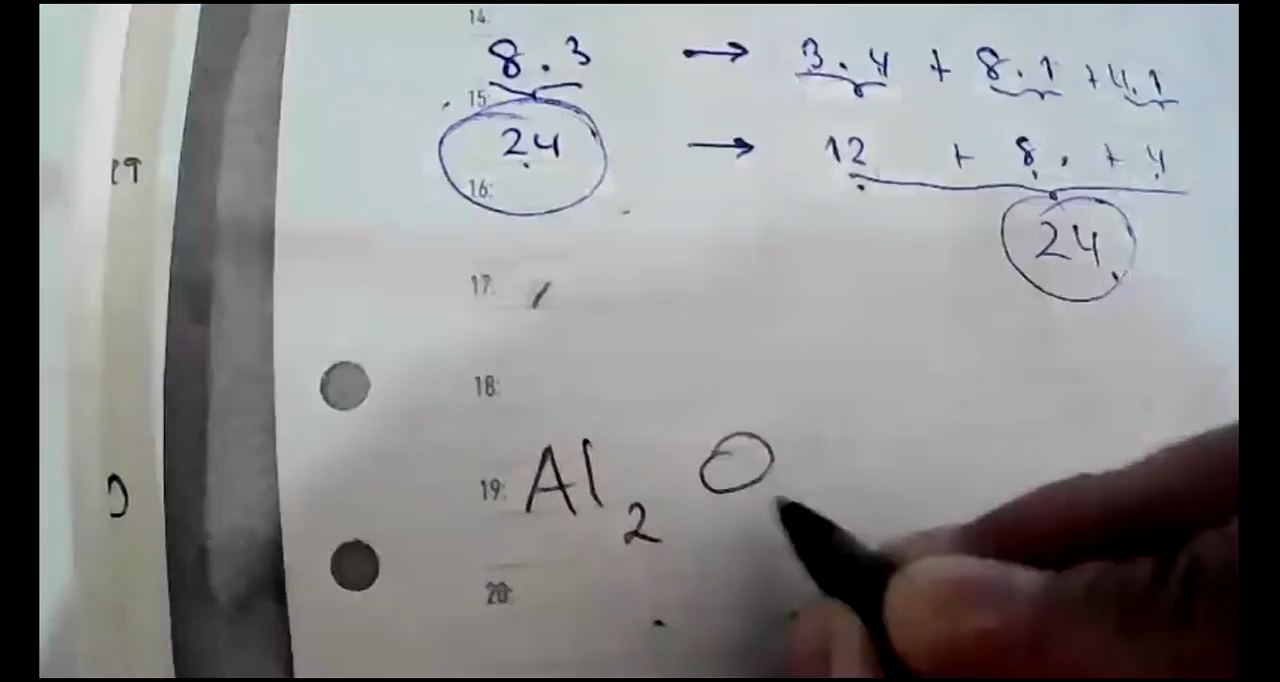 14.
8.3 → 3.4 + 8.1 + 4.1
15:
24 → 12 + 8. + 4
16:
24
17:
18:
19: Al2 O
20: